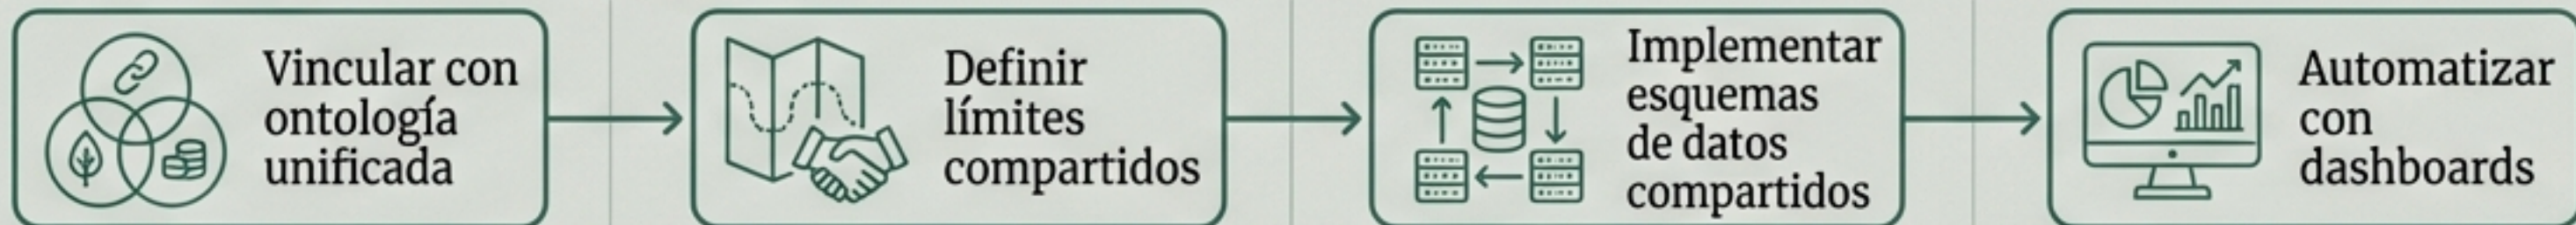 Vincular con
ontología
unificada
Definir
límites
compartidos
Implementar
esquemas
de datos
compartidos
Automatizar
con
dashboards